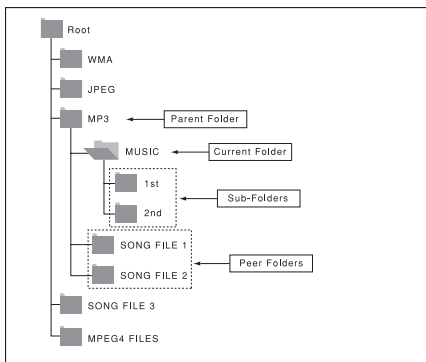 Root
WMA
JPEG
MP3 Parent Folder
MUSIC Current Folder
1st
Sub-Folders
2nd
SONG FILE 1
Peer Folders
SONG FILE 2
SONG FILE 3
MPEG4 FILES